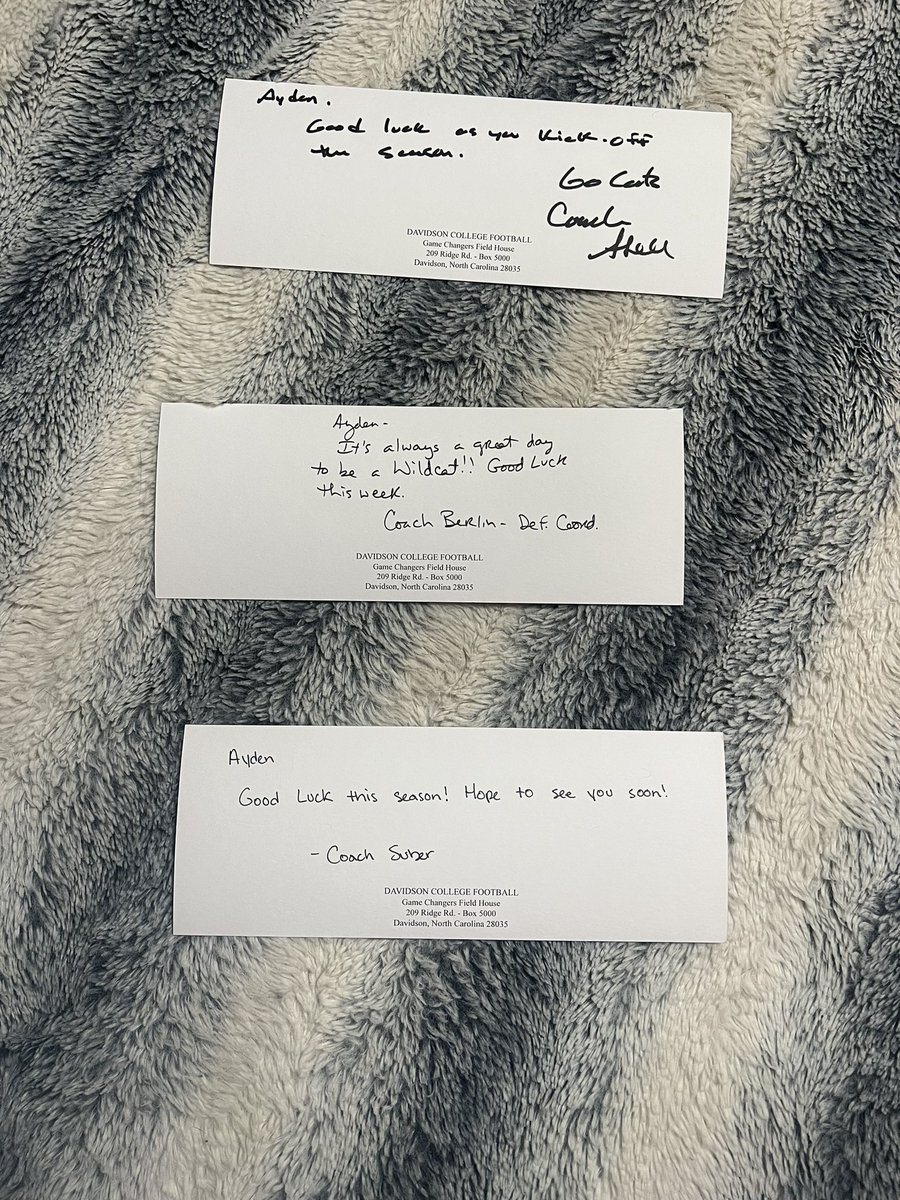 Ayden.
Good luck as you kick-off
the season.
Go Cats
Coach
DAVIDSON COLLEGE FOOTBALL
Game Changers Field House
209 Ridge Rd. - Box 5000
Davidson, North Carolina 28035
Ayden-
It's always a great day
to be a Wildcat!! Good Luck
this week.
Coach Berlin - Def. Coord.
DAVIDSON COLLEGE FOOTBALL
Game Changers Field House
209 Ridge Rd. - Box 5000
Davidson, North Carolina 28035
Ayden
Good Luck this season! Hope to see you soon!
- Coach Suber
DAVIDSON COLLEGE FOOTBALL
Game Changers Field House
209 Ridge Rd. - Box 5000
Davidson, North Carolina 28035